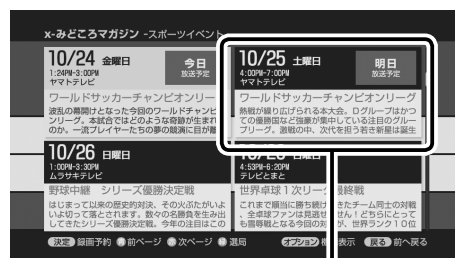 x-みどころマガジン -スポーツイベント
10/24 金曜日
今日
1:24PM-3:00PM
放送予定
ヤマトテレビ
ワールドサッカーチャンピオンリー
波乱の幕開けとなった今回のワールドチャンピ
ンリーグ。本試合ではどのような奇跡が生まれ
のか。一流プレイヤーたちの夢の競演に目が離
10/25 土曜日
明日
4:00PM-7:00PM
放送予定
ヤマトテレビ
ワールドサッカーチャンピオンリーグ
熱戦が繰り広げられる本大会。Dグループはかつ
ての優勝国など強豪が集中している注目のグルー
プリーグ。激戦の中、次代を担う若き新星は誕生
10/26 日曜日
1:00PM-3:30PM
ムラサキテレビ
野球中継 シリーズ優勝決定戦
はじまって以来の歴史的対決、その火ぶたがいよ
いよ切って落とされます。数々の名勝負を生み出
してきたシリーズ優勝決定戦。今年の注目はこの
日曜日
4:53PM-6:20PM
テレビとまと
世界卓球1次リーグ最終戦
これまで順当に勝ち続けきたチーム同士の対戦
、全卓球ファンは見逃せせん!どちらにとって
も雪辱戦となる今回の対が、世界ランク10位
決定 録画予約 前ページ 次ページ 選局
オプション 表示 戻る 前へ戻る